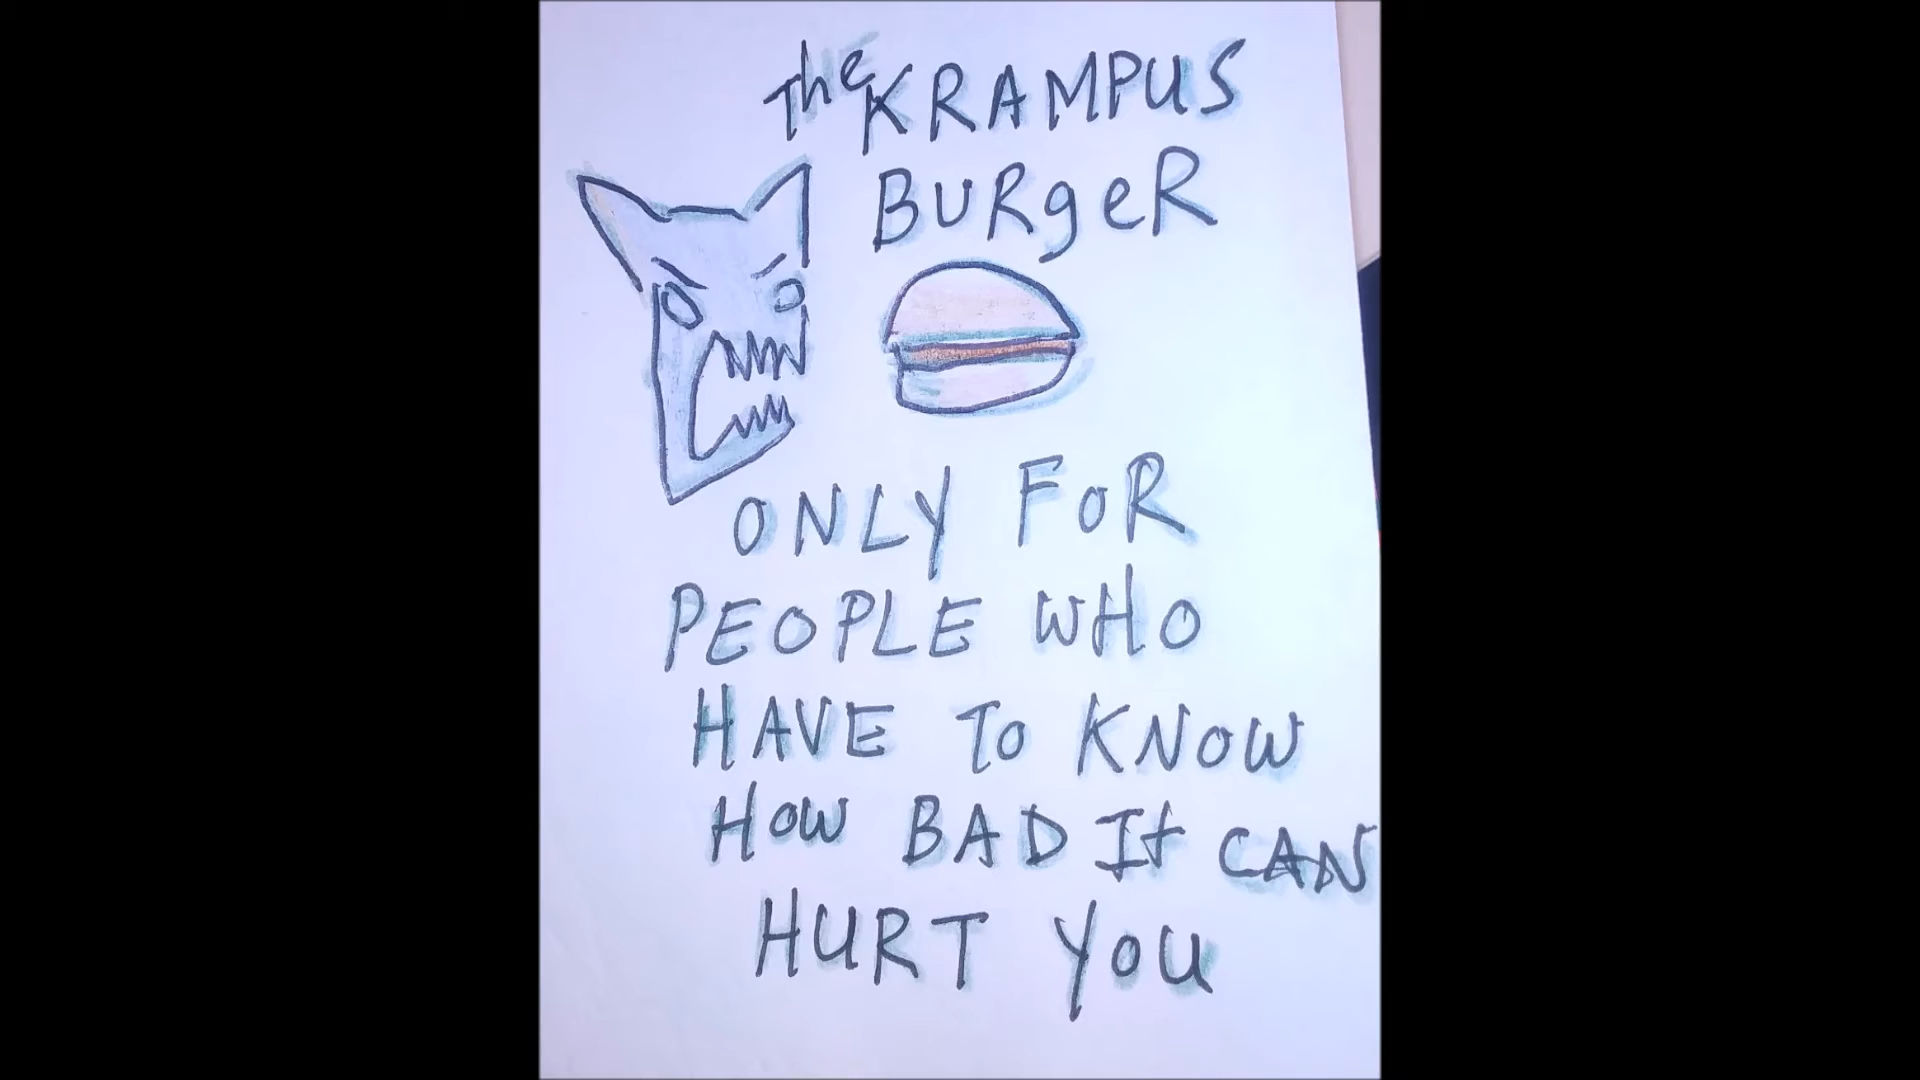 The KRAMPUS
BURgeR
ONLY FOR
PEOPLE WHO
HAVE TO KNOW
HOW BAD It CAN
HURT YOU